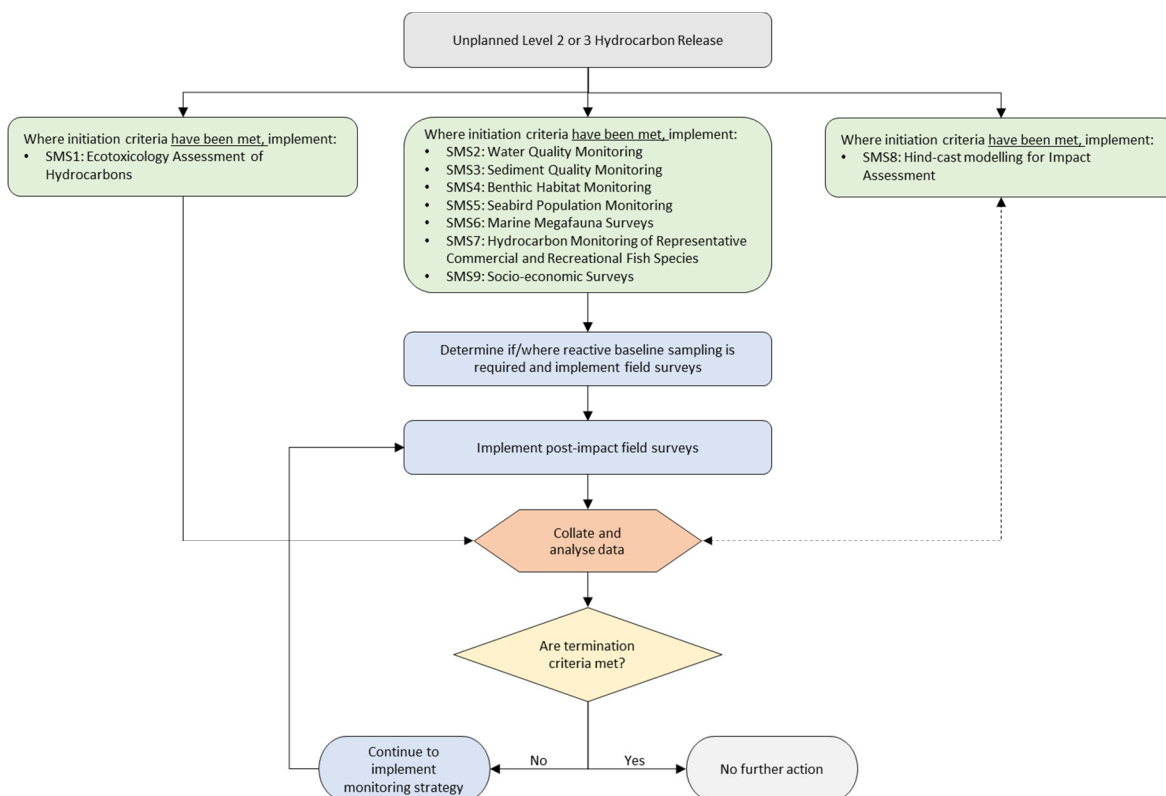 Unplanned Level 2 or 3 Hydrocarbon Release
Where initiation criteria have been met, implement:
• SMS1: Ecotoxicology Assessment of
Hydrocarbons
Where initiation criteria have been met, implement:
• SMS2: Water Quality Monitoring
• SMS3: Sediment Quality Monitoring
• SMS4: Benthic Habitat Monitoring
• SMS5: Seabird Population Monitoring
• SMS6: Marine Megafauna Surveys
• SMS7: Hydrocarbon Monitoring of Representative
Commercial and Recreational Fish Species
• SMS9: Socio-economic Surveys
Where initiation criteria have been met, implement:
• SMS8: Hind-cast modelling for Impact
Assessment
Determine if/where reactive baseline sampling is
required and implement field surveys
Implement post-impact field surveys
Collate and
analyse data
Are termination
criteria met?
Continue to
implement
monitoring strategy
No
Yes
No further action